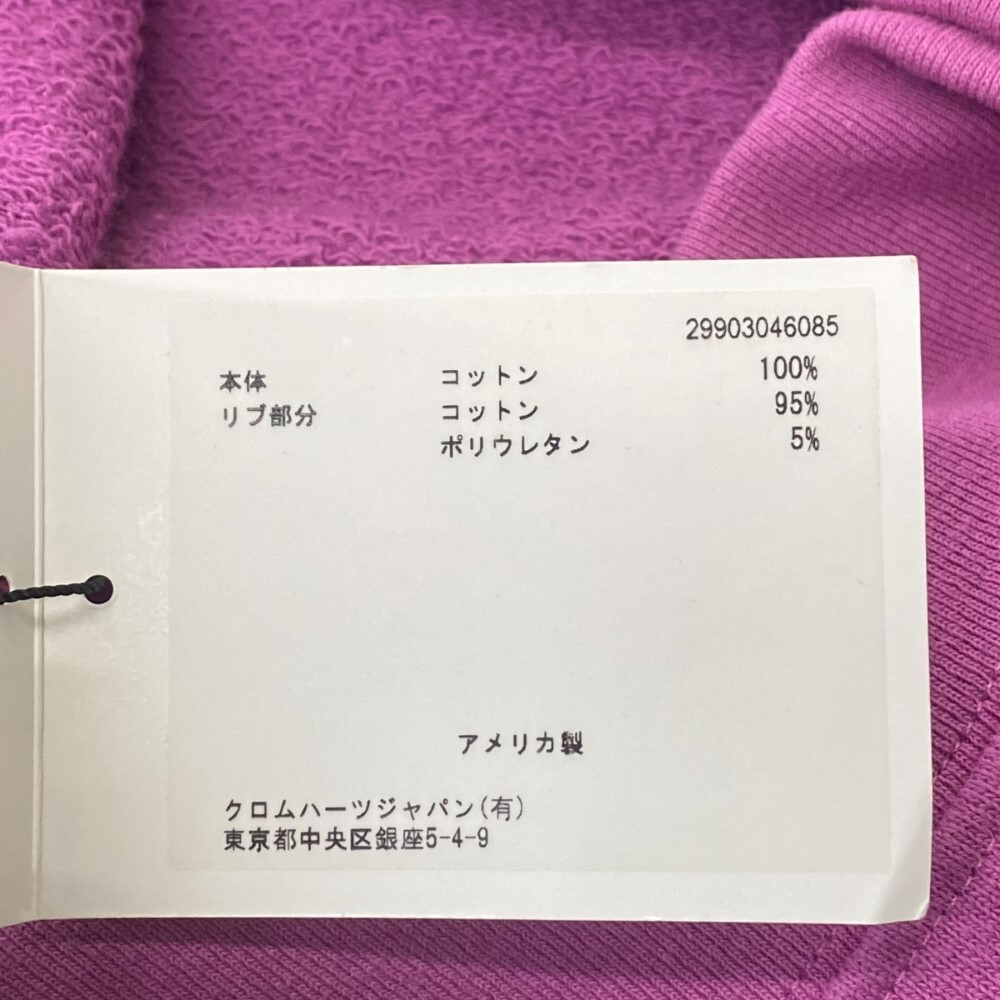 29903046085
本体 コットン 100%
リブ部分 コットン 95%
ポリウレタン 5%
アメリカ製
クロムハーツジャパン(有)
東京都中央区銀座5-4-9